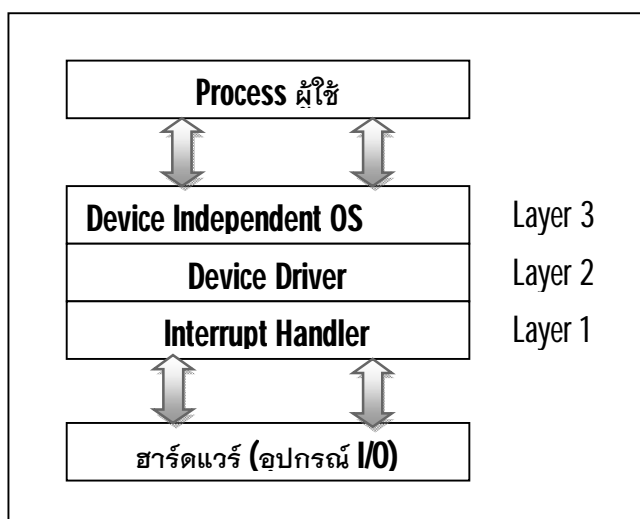 Process ผู้ใช้
Device Independent OS Layer 3
Device Driver Layer 2
Interrupt Handler Layer 1
ฮาร์ดแวร์ (อุปกรณ์ I/O)